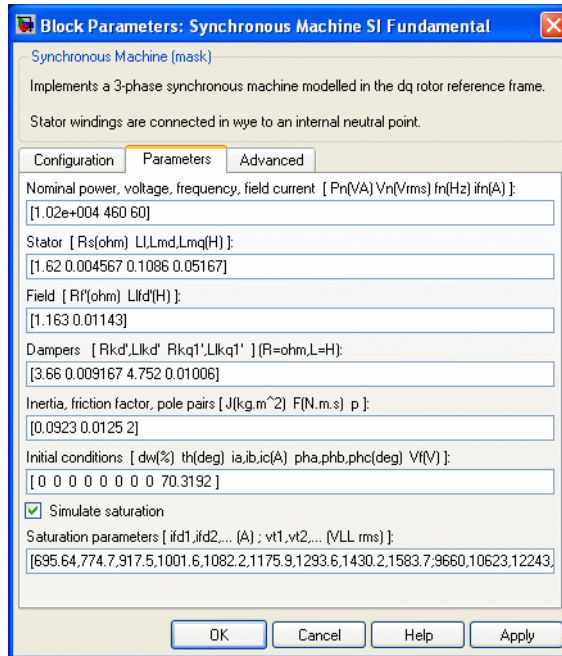 Block Parameters: Synchronous Machine SI Fundamental
Synchronous Machine (mask)
Implements a 3-phase synchronous machine modelled in the dq rotor reference frame.
Stator windings are connected in wye to an internal neutral point.
Configuration Parameters Advanced
Nominal power, voltage, frequency, field current [ Pn(VA) Vn(Vrms) fn(Hz) ifn(A) ]:
[1.02e+004 460 60]
Stator [ Rs(ohm) Ll,Lmd,Lmq(H) ]:
[1.62 0.004567 0.1086 0.05167]
Field [ Rf'(ohm) Llfd'(H) ]:
[1.163 0.01143]
Dampers [ Rkd',Llkd' Rkq1',Llkq1' ] (R=ohm,L=H):
[3.66 0.009167 4.752 0.01006]
Inertia, friction factor, pole pairs [ J(kg.m^2) F(N.m.s) p ]:
[0.0923 0.0125 2]
Initial conditions [ dw(%) th(deg) ia,ib,ic(A) pha,phb,phc(deg) Vf(V) ]:
[ 0 0 0 0 0 0 0 0 70.3192 ]
Simulate saturation
Saturation parameters [ ifd1,ifd2,... (A) ; vt1,vt2,... (VLL rms) ]:
[695.64,774.7,917.5,1001.6,1082.2,1175.9,1293.6,1430.2,1583.7;9660,10623,12243,
OK Cancel Help Apply